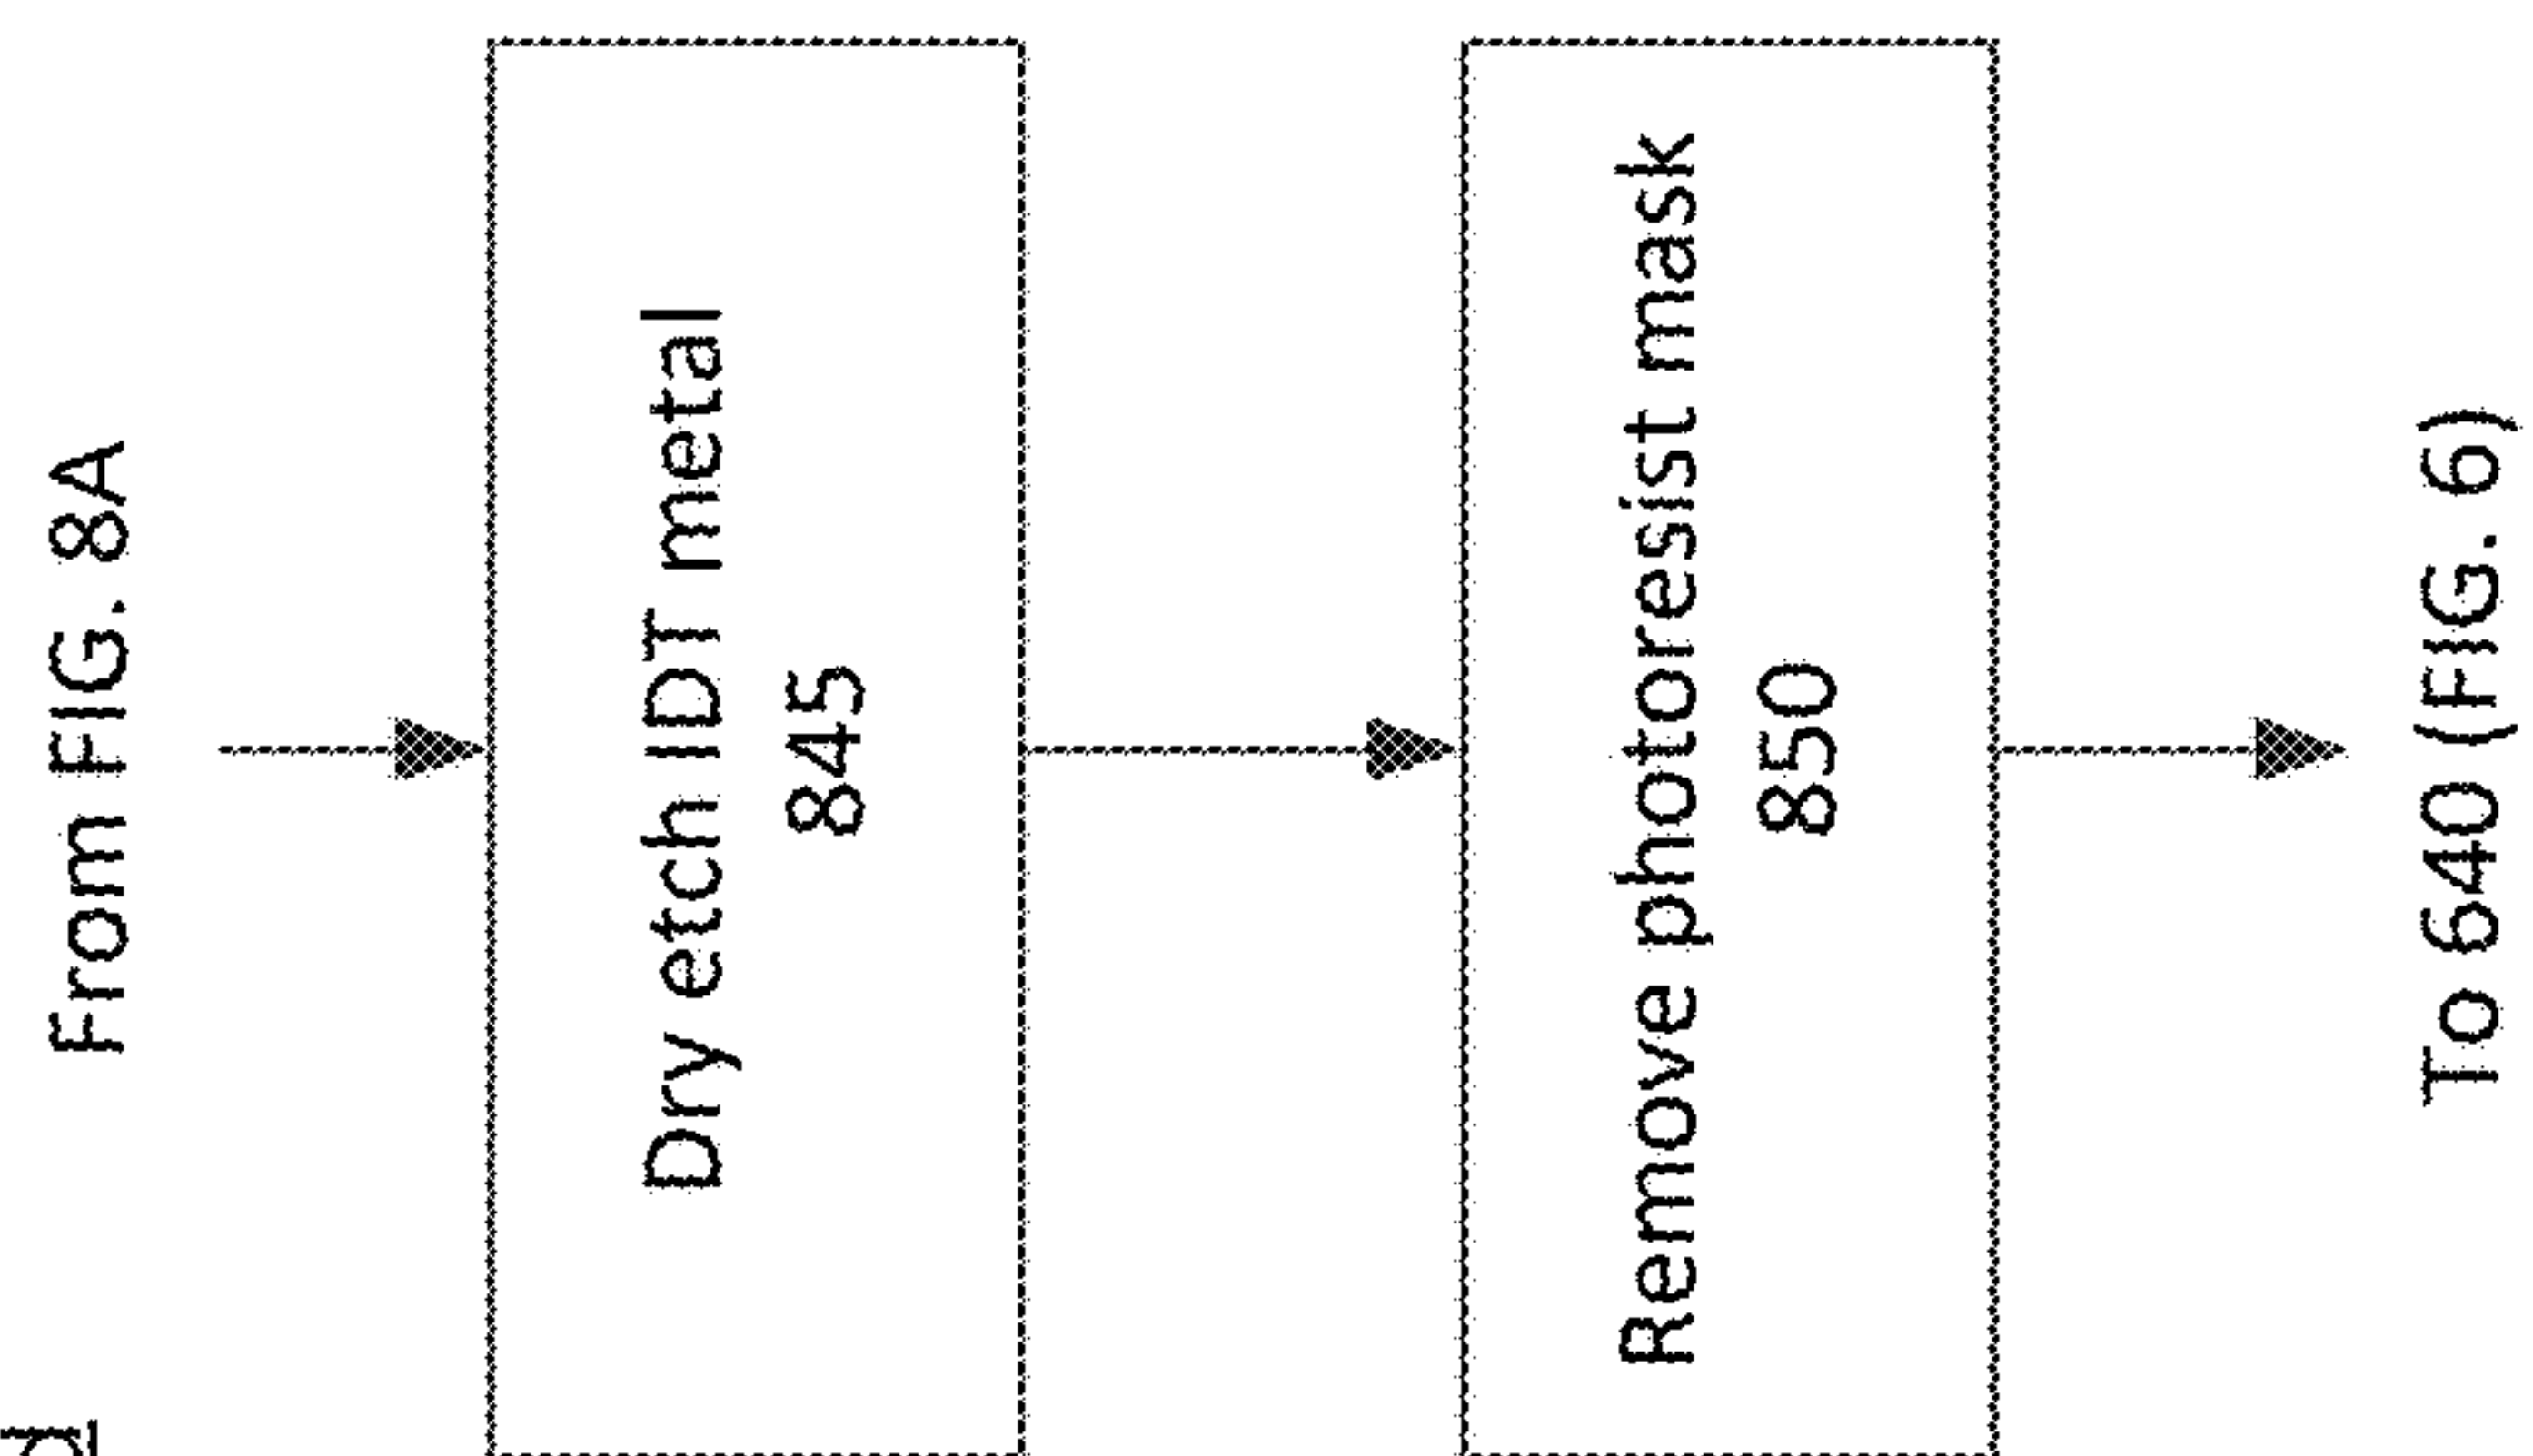 From FIG. 8A
Dry etch IDT metal
845
Remove photoresist mask
850
To 640 (FIG. 6)